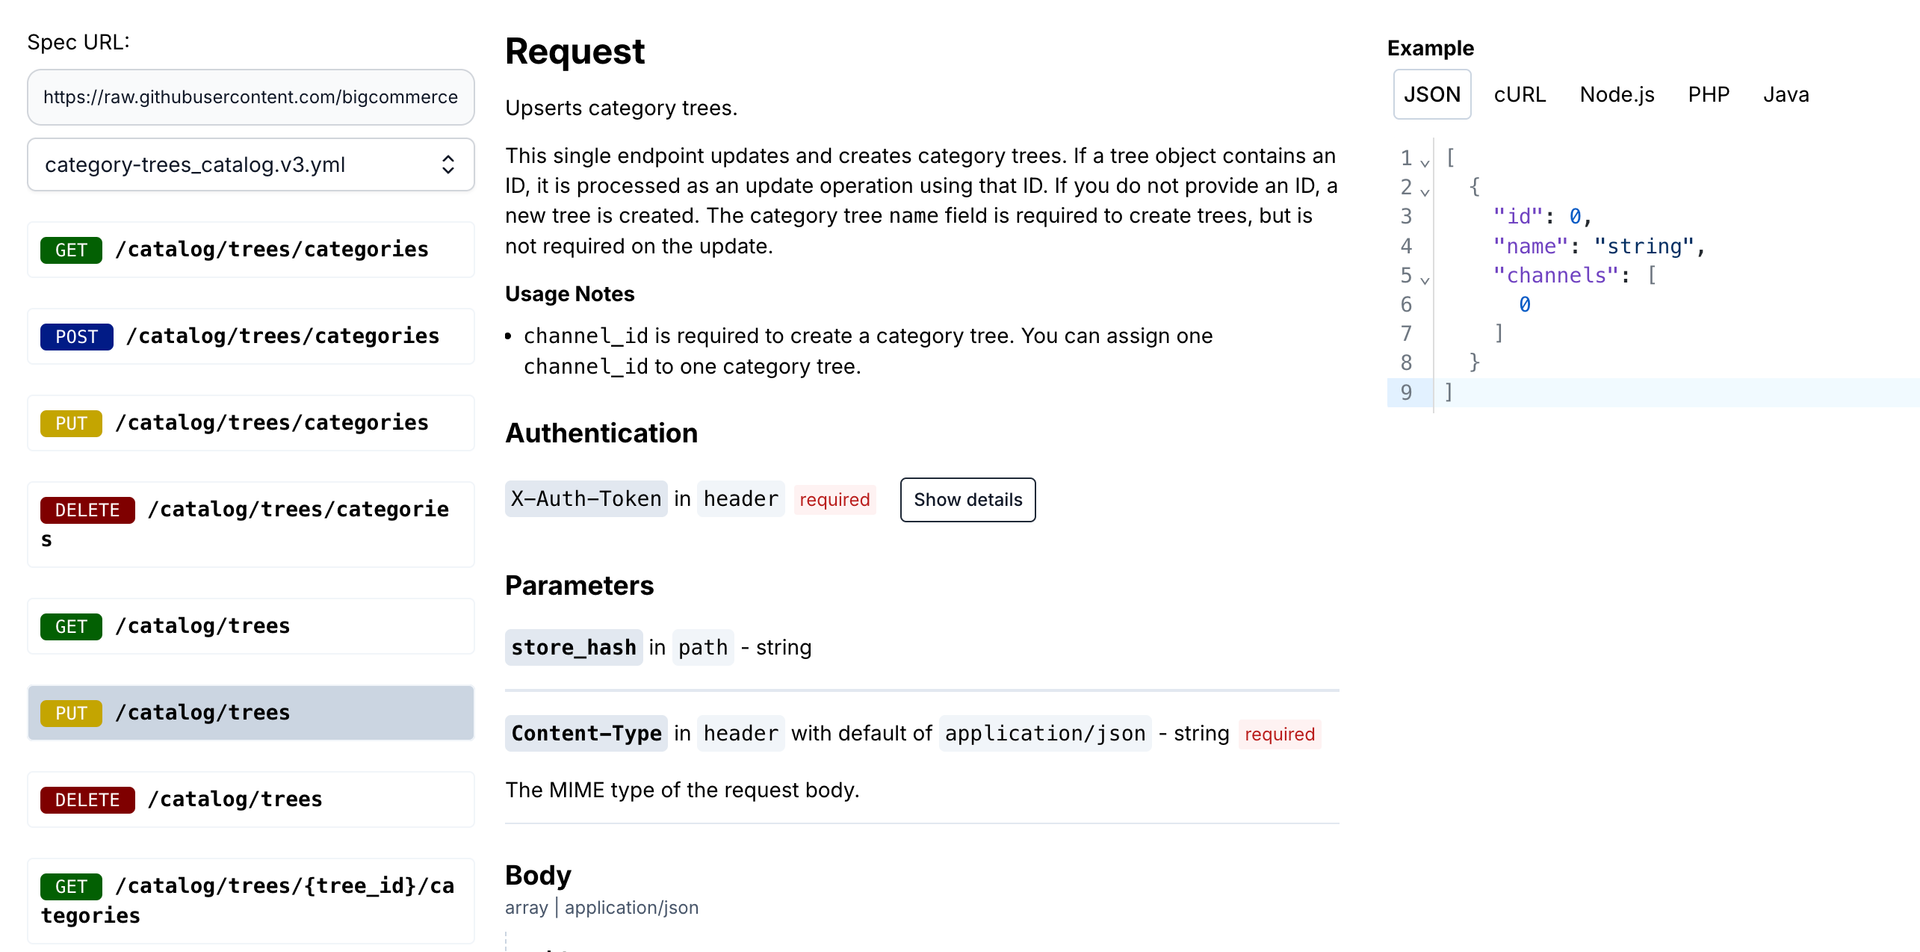 Spec URL:
https://raw.githubusercontent.com/bigcommerce
category-trees_catalog.v3.yml
GET /catalog/trees/categories
POST /catalog/trees/categories
PUT /catalog/trees/categories
DELETE /catalog/trees/categorie
s
GET /catalog/trees
PUT /catalog/trees
DELETE /catalog/trees
GET /catalog/trees/{tree_id}/ca
tegories
Request
Upserts category trees.
This single endpoint updates and creates category trees. If a tree object contains an
ID, it is processed as an update operation using that ID. If you do not provide an ID, a
new tree is created. The category tree name field is required to create trees, but is
not required on the update.
Usage Notes
• channel_id is required to create a category tree. You can assign one
channel_id to one category tree.
Authentication
X-Auth-Token in header required Show details
Parameters
store_hash in path - string
Content-Type in header with default of application/json - string required
The MIME type of the request body.
Body
array | application/json
Example
JSON cURL Node.js PHP Java
1 [
2 {
3 "id": 0,
4 "name": "string",
5 "channels": [
6 0
7 ]
8 }
9 ]